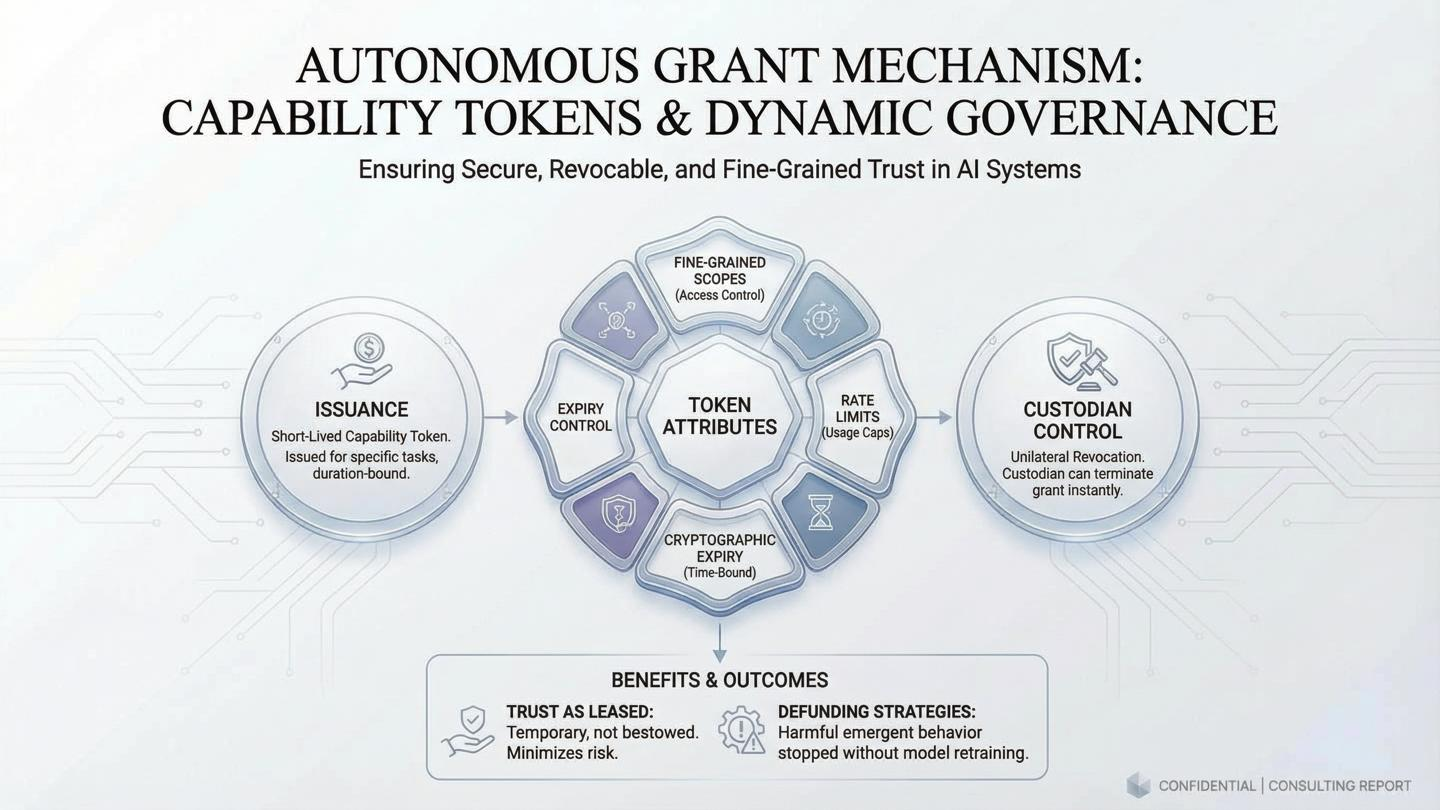 AUTONOMOUS GRANT MECHANISM:
CAPABILITY TOKENS & DYNAMIC GOVERNANCE
Ensuring Secure, Revocable, and Fine-Grained Trust in AI Systems
ISSUANCE
Short-Lived Capability Token.
Issued for specific tasks,
duration-bound.
FINE-GRAINED
SCOPES
(Access Control)
EXPIRY
CONTROL
TOKEN
ATTRIBUTES
RATE
LIMITS
(Usage Caps)
CRYPTOGRAPHIC
EXPIRY
(Time-Bound)
CUSTODIAN
CONTROL
Unilateral Revocation.
Custodian can terminate
grant instantly.
BENEFITS & OUTCOMES
TRUST AS LEASED:
Temporary, not bestowed.
Minimizes risk.
DEFUNDING STRATEGIES:
Harmful emergent behavior
stopped without model retraining.
CONFIDENTIAL | CONSULTING REPORT